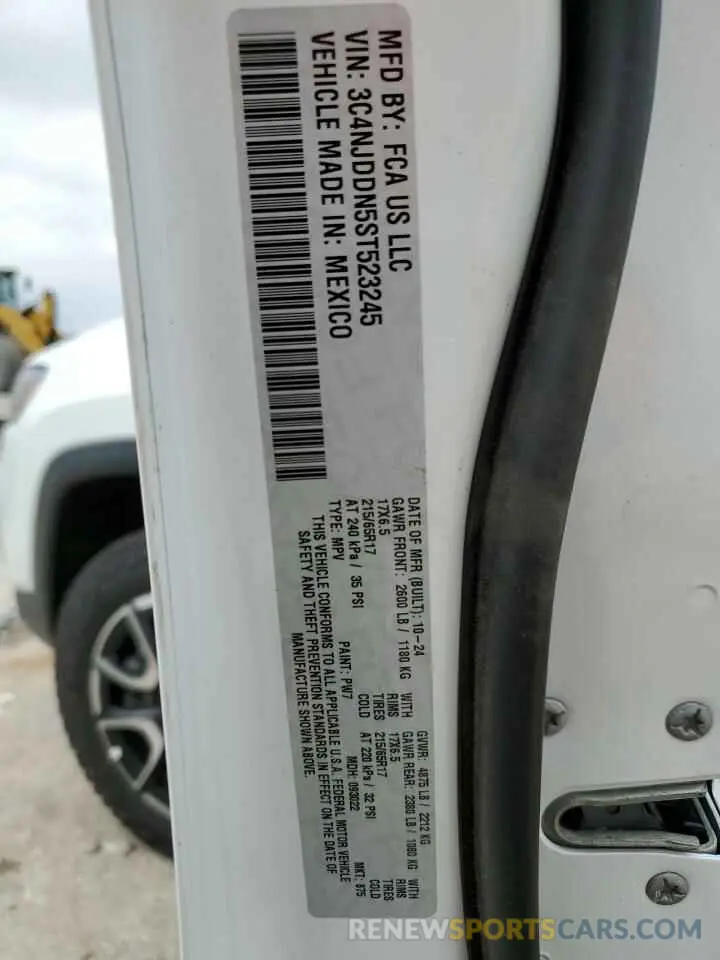 MFD BY: FCA US LLC
VIN: 3C4NJDDN5ST523245
VEHICLE MADE IN: MEXICO
DATE OF MFR (BUILT): 10-24 GVWR: 4875 LB / 2212 KG
GAWR FRONT: 2600 LB / 1180 KG WITH GAWR REAR: 2380 LB / 1080 KG WITH
17X6.5 RIMS 17X6.5 RIMS
215/65R17 TIRES 215/65R17 TIRES
AT 240 kPa / 35 PSI COLD AT 220 kPa / 32 PSI COLD
TYPE: MPV PAINT: PW7 MDH: 093022 MKT: 875
THIS VEHICLE CONFORMS TO ALL APPLICABLE U.S.A. FEDERAL MOTOR VEHICLE
SAFETY AND THEFT PREVENTION STANDARDS IN EFFECT ON THE DATE OF
MANUFACTURE SHOWN ABOVE.
RENEWSPORTSCARS.COM